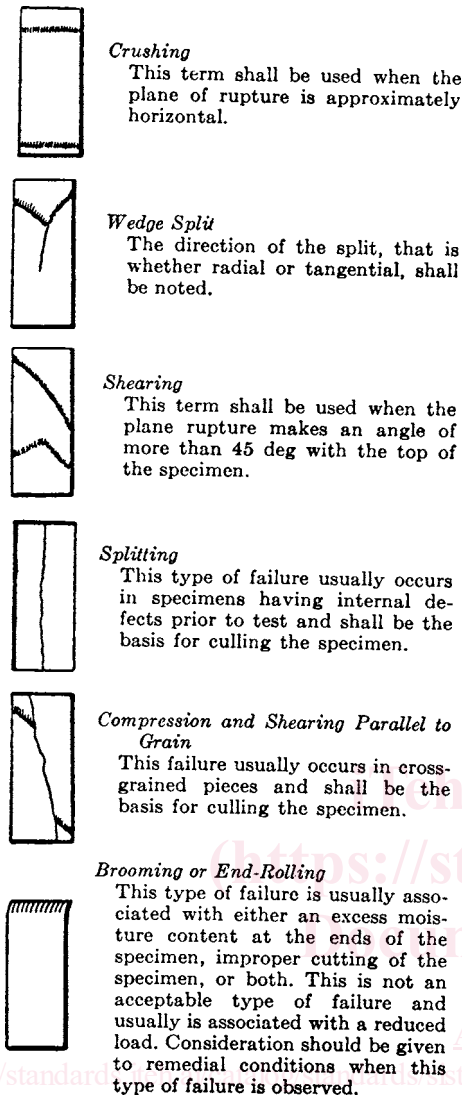 Crushing
This term shall be used when the
plane of rupture is approximately
horizontal.
Wedge Split
The direction of the split, that is
whether radial or tangential, shall
be noted.
Shearing
This term shall be used when the
plane rupture makes an angle of
more than 45 deg with the top of
the specimen.
Splitting
This type of failure usually occurs
in specimens having internal de-
fects prior to test and shall be the
basis for culling the specimen.
Compression and Shearing Parallel to
Grain
This failure usually occurs in cross-
grained pieces and shall be the
basis for culling the specimen.
(https://st
Docum
Brooming or End-Rolling
This type of failure is usually asso-
ciated with either an excess mois-
ture content at the ends of the
specimen, improper cutting of the
specimen, or both. This is not an
acceptable type of failure and
usually is associated with a reduced
load. Consideration should be given
to remedial conditions when this
type of failure is observed.